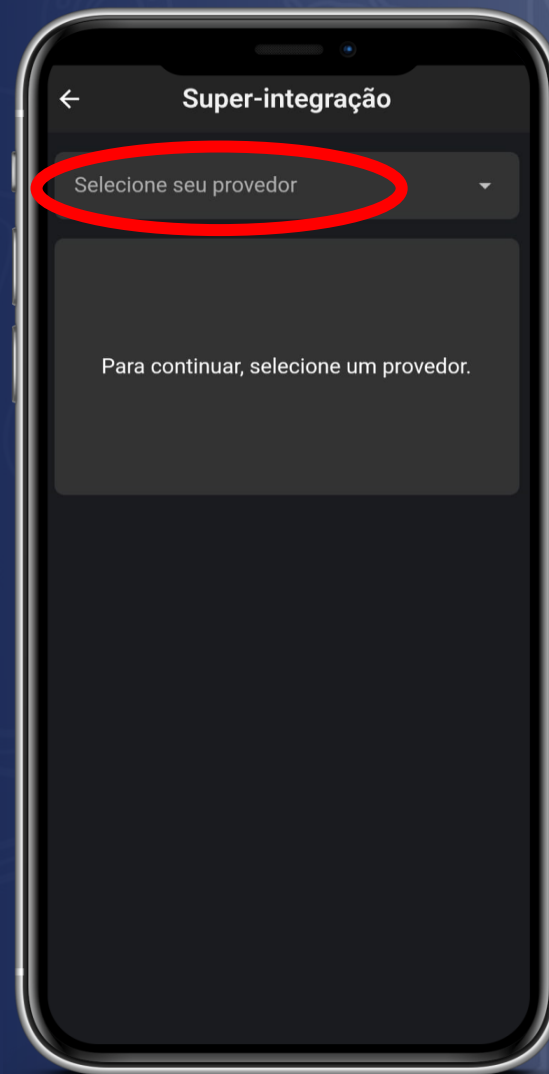 Super-integração
Selecione seu provedor
Para continuar, selecione um provedor.